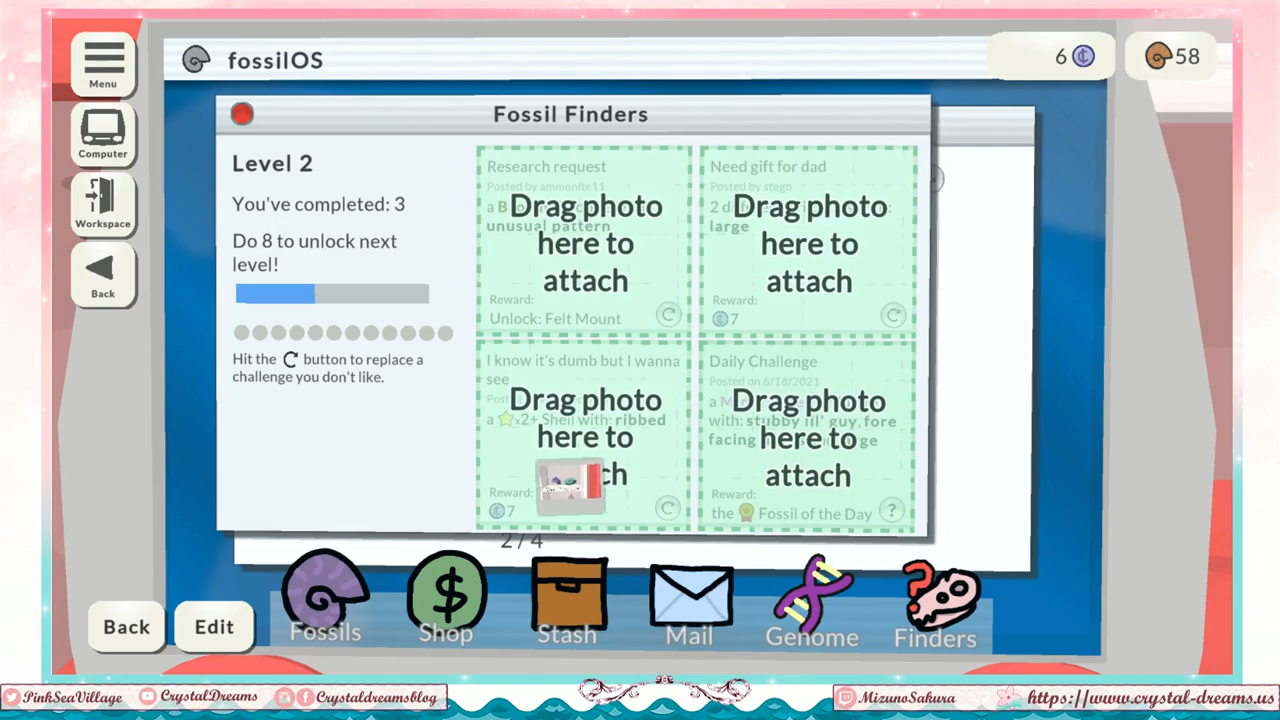 fossilOS
6
58
Menu
Computer
Workspace
Back
Fossil Finders
Level 2
You've completed: 3
Do 8 to unlock next
level!
Hit the button to replace a
challenge you don't like.
Research request
Posted by ammonite11
unusual pattern
Drag photo
here to
attach
Reward:
Unlock: Felt Mount
Need gift for dad
Posted by stego
large
Drag photo
here to
attach
Reward:
7
I know it's dumb but I wanna
see
a x2+ Shell with: ribbed
Drag photo
here to
Reward:
7
Daily Challenge
Posted on 6/16/2021
with: stubby lil' guy, fore
facing
Drag photo
here to
attach
Reward:
the Fossil of the Day
?
2 / 4
Back
Edit
Fossils
Shop
Stash
Mail
Genome
Finders
PinkSeaVillage
CrystalDreams
Crystaldreamsblog
MizunoSakura
https://www.crystal-dreams.us